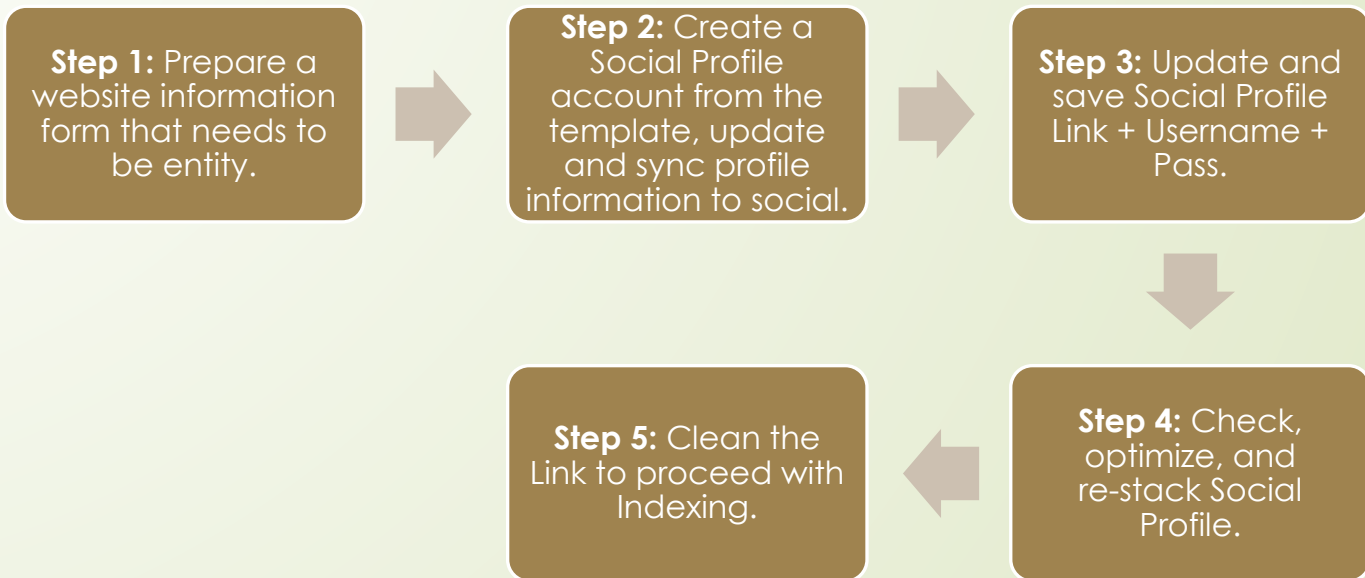 Step 1: Prepare a
website information
form that needs to
be entity.
Step 2: Create a
Social Profile
account from the
template, update
and sync profile
information to social.
Step 3: Update and
save Social Profile
Link + Username +
Pass.
Step 4: Check,
optimize, and
re-stack Social
Profile.
Step 5: Clean the
Link to proceed with
Indexing.